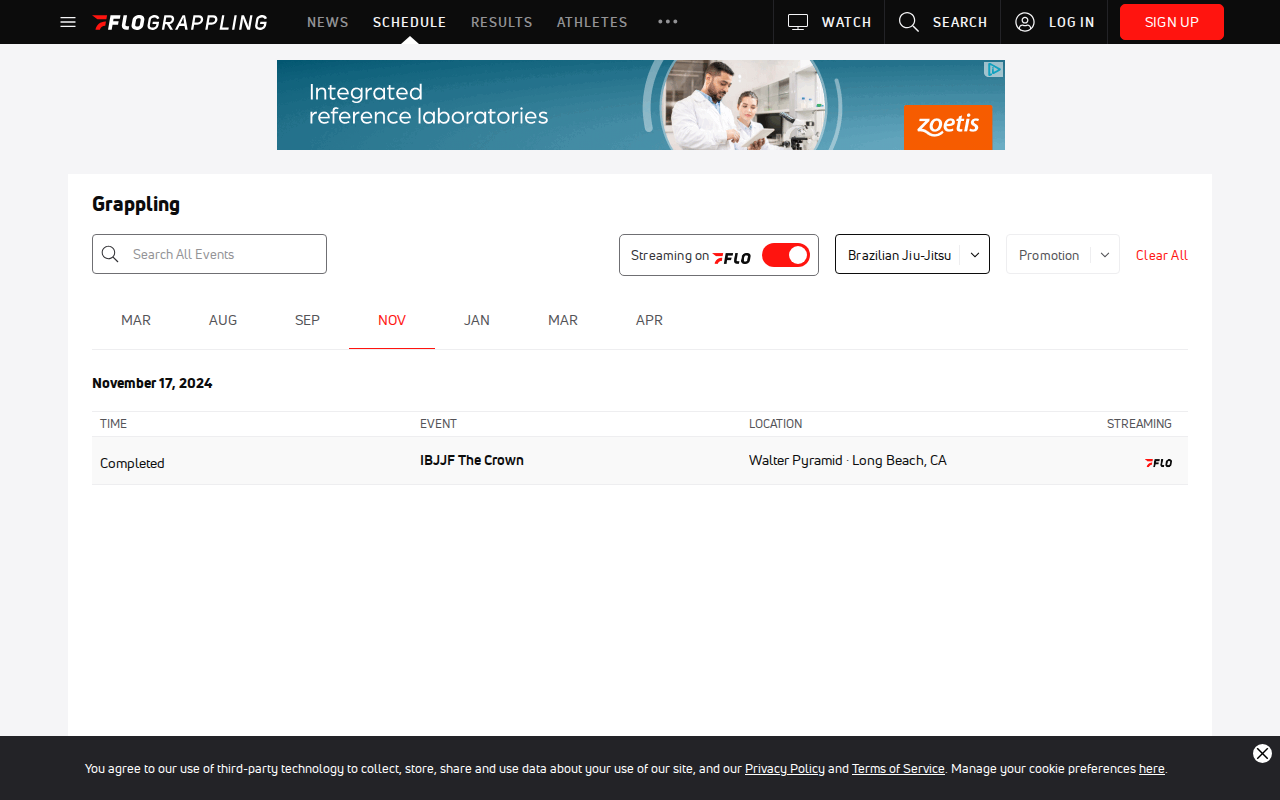 FLOGRAPPLING NEWS SCHEDULE RESULTS ATHLETES ••• WATCH SEARCH LOG IN SIGN UP
Integrated
reference laboratories
zoetis
Grappling
Search All Events Streaming on FLO Brazilian Jiu-Jitsu Promotion Clear All
MAR AUG SEP NOV JAN MAR APR
November 17, 2024
TIME EVENT LOCATION STREAMING
Completed IBJJF The Crown Walter Pyramid · Long Beach, CA FLO
You agree to our use of third-party technology to collect, store, share and use data about your use of our site, and our Privacy Policy and Terms of Service. Manage your cookie preferences here.